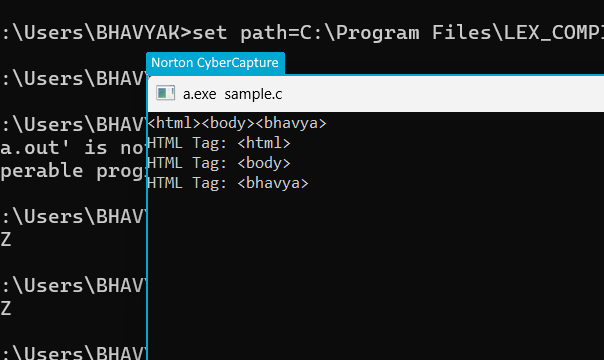 :\Users\BHAVYAK>set path=C:\Program Files\LEX_COMP
Norton CyberCapture
:\Users\BHAV
a.exe sample.c
:\Users\BHAV
<html><body><bhavya>
a.out' is no
HTML Tag: <html>
perable prog
HTML Tag: <body>
HTML Tag: <bhavya>
:\Users\BHAV
Z
:\Users\BHAV
Z
:\Users\BHAV